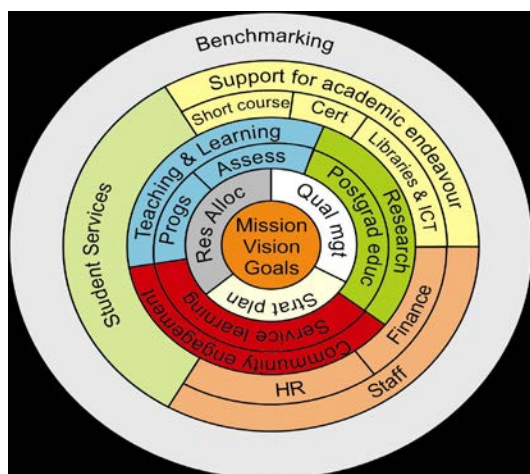 Benchmarking
Support for academic endeavour
Short course
Cert
Libraries & ICT
Student Services
Teaching & Learning
Progs
Assess
Research
Postgrad educ
Res Alloc
Qual mgt
Mission
Vision
Goals
Strat plan
Service learning
Community engagement
Finance
HR
Staff